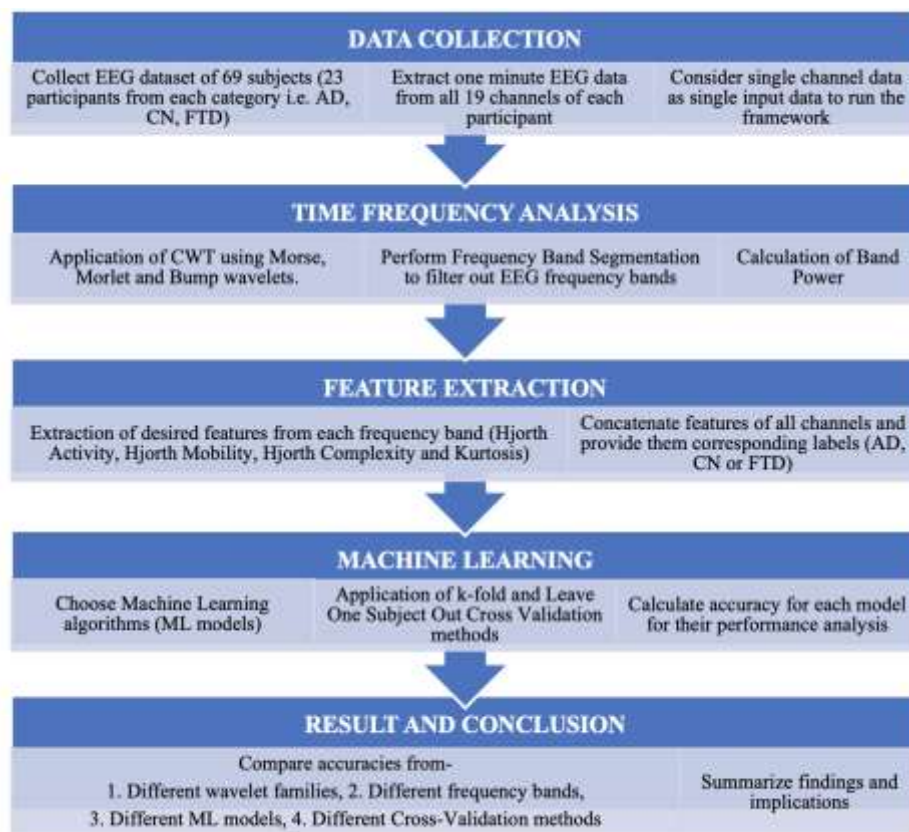 DATA COLLECTION
Collect EEG dataset of 69 subjects (23
participants from each category i.e. AD,
CN, FTD)
Extract one minute EEG data
from all 19 channels of each
participant
Consider single channel data
as single input data to run the
framework
TIME FREQUENCY ANALYSIS
Application of CWT using Morse,
Morlet and Bump wavelets.
Perform Frequency Band Segmentation
to filter out EEG frequency bands
Calculation of Band
Power
FEATURE EXTRACTION
Extraction of desired features from each frequency band (Hjorth
Activity, Hjorth Mobility, Hjorth Complexity and Kurtosis)
Concatenate features of all channels and
provide them corresponding labels (AD,
CN or FTD)
MACHINE LEARNING
Choose Machine Learning
algorithms (ML models)
Application of k-fold and Leave
One Subject Out Cross Validation
methods
Calculate accuracy for each model
for their performance analysis
RESULT AND CONCLUSION
Compare accuracies from-
1. Different wavelet families, 2. Different frequency bands,
3. Different ML models, 4. Different Cross-Validation methods
Summarize findings and
implications